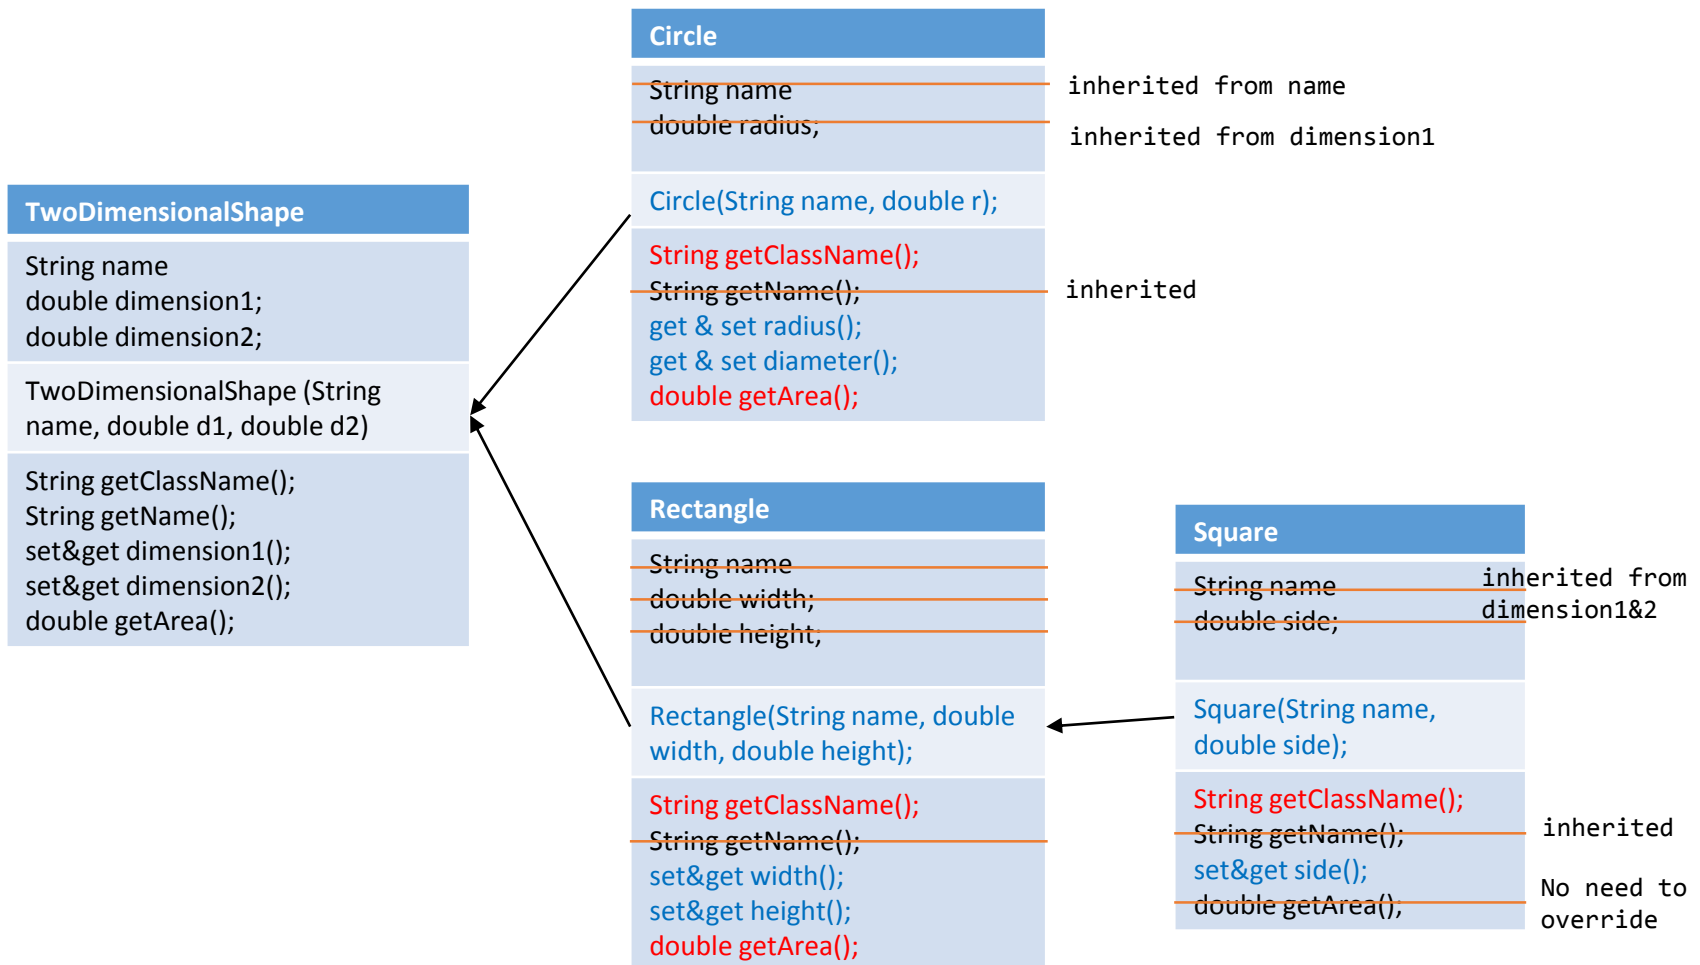 Circle
String name
double radius;
inherited from name
inherited from dimension1
Circle(String name, double r);
String getClassName();
String getName();
get & set radius();
get & set diameter();
double getArea();
inherited
TwoDimensionalShape
String name
double dimension1;
double dimension2;
TwoDimensionalShape (String
name, double d1, double d2)
String getClassName();
String getName();
set&get dimension1();
set&get dimension2();
double getArea();
Rectangle
String name
double width;
double height;
Rectangle(String name, double
width, double height);
String getClassName();
String getName();
set&get width();
set&get height();
double getArea();
Square
String name
double side;
inherited from
dimension1&2
Square(String name,
double side);
String getClassName();
String getName();
set&get side();
double getArea();
inherited
No need to
override